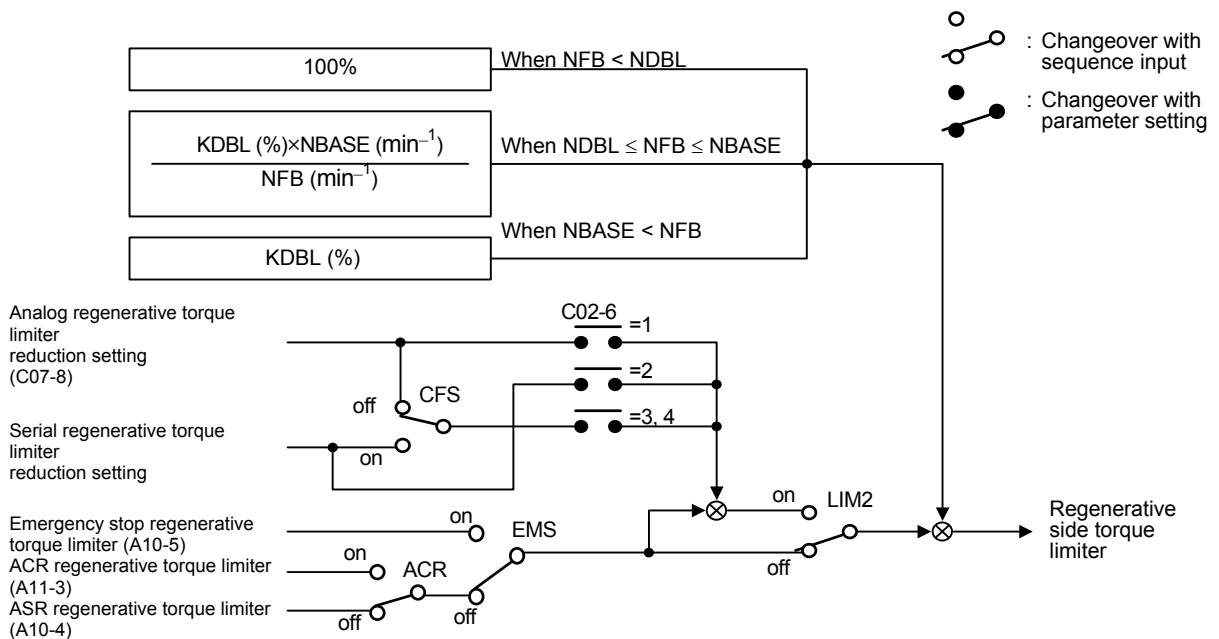 100%
When NFB < NDBL
: Changeover with
sequence input
: Changeover with
parameter setting
KDBL (%)×NBASE (min⁻¹)
NFB (min⁻¹)
When NDBL ≤ NFB ≤ NBASE
When NBASE < NFB
KDBL (%)
Analog regenerative torque
limiter
reduction setting
(C07-8)
C02-6
=1
=2
CFS
off
=3, 4
Serial regenerative torque
limiter
reduction setting
on
on
LIM2
Emergency stop regenerative
torque limiter (A10-5)
on
EMS
Regenerative
side torque
limiter
ACR regenerative torque limiter
(A11-3)
on
ACR
off
ASR regenerative torque limiter
(A10-4)
off
off